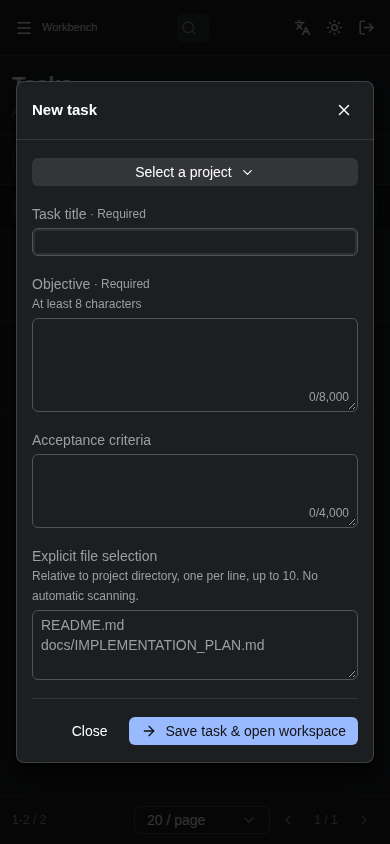 Workbench
Tasks
New task
Select a project
Task title · Required
Objective · Required
At least 8 characters
0/8,000
Acceptance criteria
0/4,000
Explicit file selection
Relative to project directory, one per line, up to 10. No
automatic scanning.
README.md
docs/IMPLEMENTATION_PLAN.md
Close
Save task & open workspace
1-2 / 2
20 / page
1 / 1